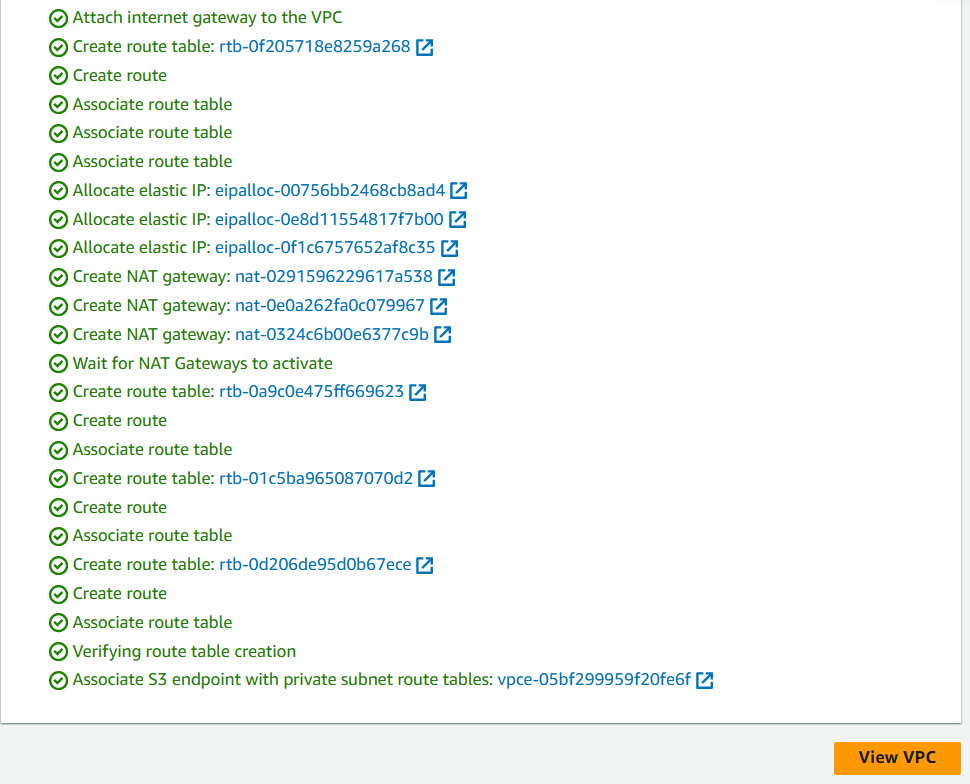 Attach internet gateway to the VPC
Create route table: rtb-0f205718e8259a268
Create route
Associate route table
Associate route table
Associate route table
Allocate elastic IP: eipalloc-00756bb2468cb8ad4
Allocate elastic IP: eipalloc-0e8d11554817f7b00
Allocate elastic IP: eipalloc-0f1c6757652af8c35
Create NAT gateway: nat-0291596229617a538
Create NAT gateway: nat-0e0a262fa0c079967
Create NAT gateway: nat-0324c6b00e6377c9b
Wait for NAT Gateways to activate
Create route table: rtb-0a9c0e475ff669623
Create route
Associate route table
Create route table: rtb-01c5ba965087070d2
Create route
Associate route table
Create route table: rtb-0d206de95d0b67ece
Create route
Associate route table
Verifying route table creation
Associate S3 endpoint with private subnet route tables: vpce-05bf299959f20fe6f
View VPC